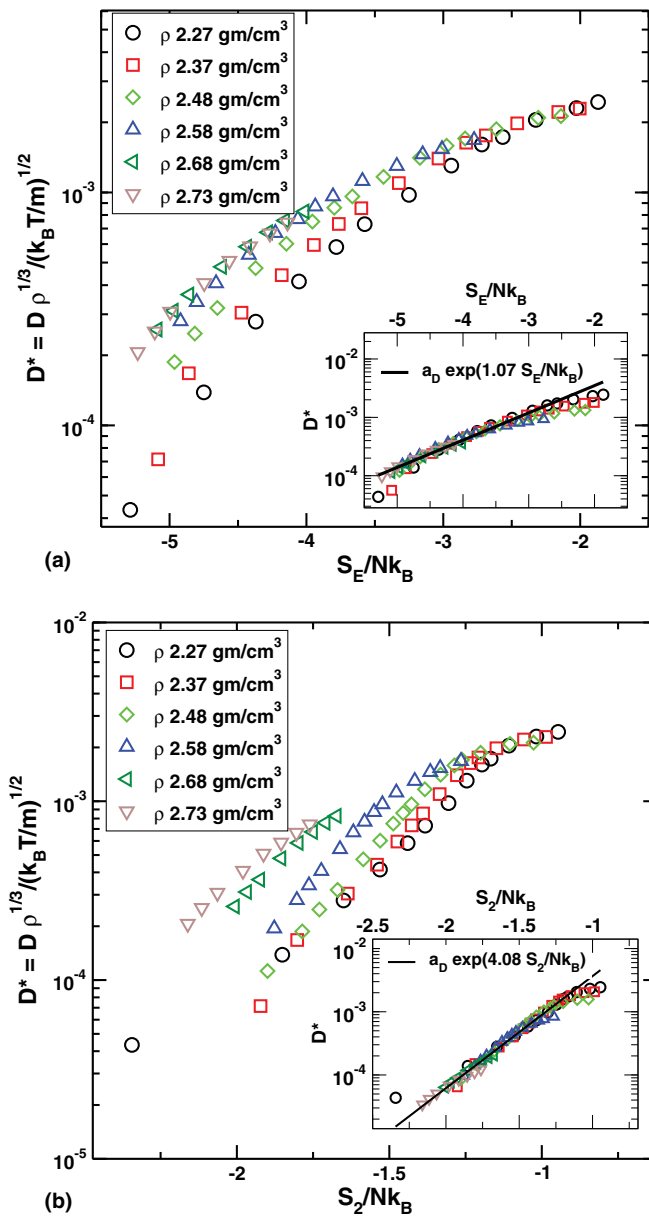 ρ 2.27 gm/cm³
ρ 2.37 gm/cm³
ρ 2.48 gm/cm³
ρ 2.58 gm/cm³
ρ 2.68 gm/cm³
ρ 2.73 gm/cm³
10⁻³
10⁻⁴
D* = D ρ^1/3/(k_BT/m)^1/2
S_E/Nk_B
-5 -4 -3 -2
10⁻²
a_D exp(1.07 S_E/Nk_B)
10⁻³
D*
10⁻⁴
-5 -4 -3 -2
(a)
S_E/Nk_B
10⁻²
ρ 2.27 gm/cm³
ρ 2.37 gm/cm³
ρ 2.48 gm/cm³
ρ 2.58 gm/cm³
ρ 2.68 gm/cm³
ρ 2.73 gm/cm³
10⁻³
10⁻⁴
10⁻⁵
D* = D ρ^1/3/(k_BT/m)^1/2
S₂/Nk_B
-2.5 -2 -1.5 -1
10⁻²
a_D exp(4.08 S₂/Nk_B)
10⁻³
D*
10⁻⁴
-2 -1.5 -1
(b)
S₂/Nk_B